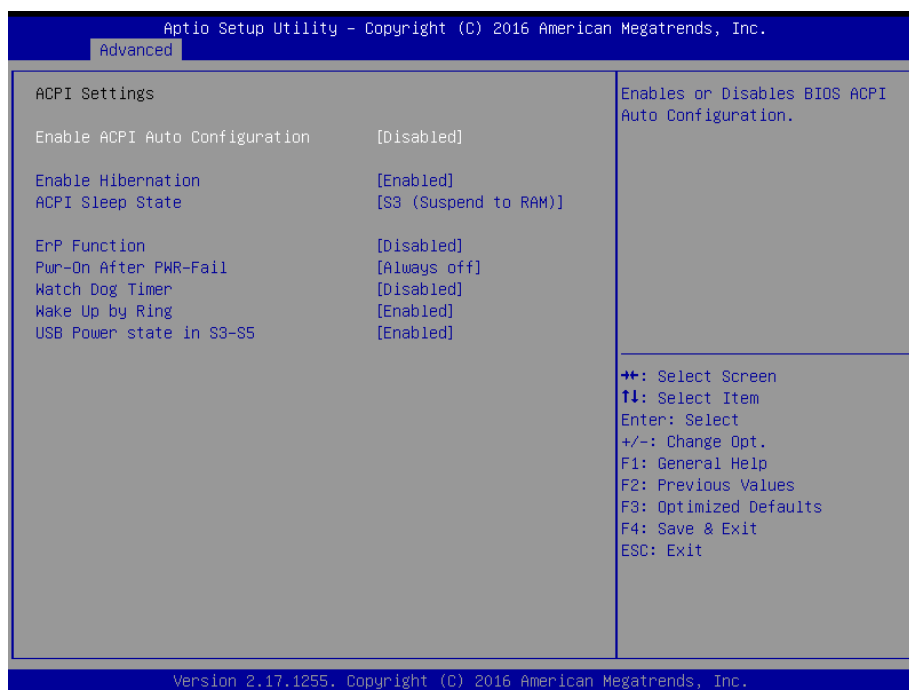 Aptio Setup Utility – Copyright (C) 2016 American Megatrends, Inc.
Advanced
ACPI Settings
Enable ACPI Auto Configuration [Disabled]
Enable Hibernation [Enabled]
ACPI Sleep State [S3 (Suspend to RAM)]
ErP Function [Disabled]
Pwr-On After PWR-Fail [Always off]
Watch Dog Timer [Disabled]
Wake Up by Ring [Enabled]
USB Power state in S3-S5 [Enabled]
Enables or Disables BIOS ACPI
Auto Configuration.
→←: Select Screen
↑↓: Select Item
Enter: Select
+/-: Change Opt.
F1: General Help
F2: Previous Values
F3: Optimized Defaults
F4: Save & Exit
ESC: Exit
Version 2.17.1255. Copyright (C) 2016 American Megatrends, Inc.